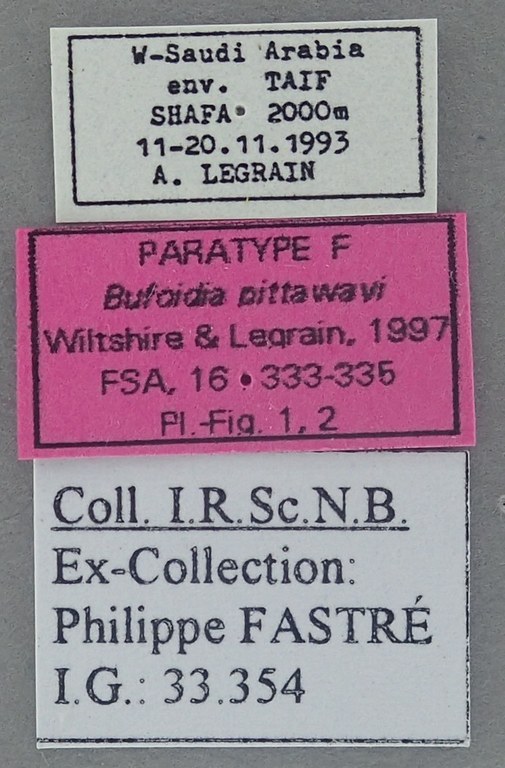 W-Saudi Arabia
env. TAIF
SHAFA 2000m
11-20.11.1993
A. LEGRAIN
PARATYPE F
Bufoidia pittawavi
Wiltshire & Legrain, 1997
FSA, 16 : 333-335
Pl.-Fig. 1, 2
Coll. I.R.Sc.N.B.
Ex-Collection:
Philippe FASTRÉ
I.G.: 33.354